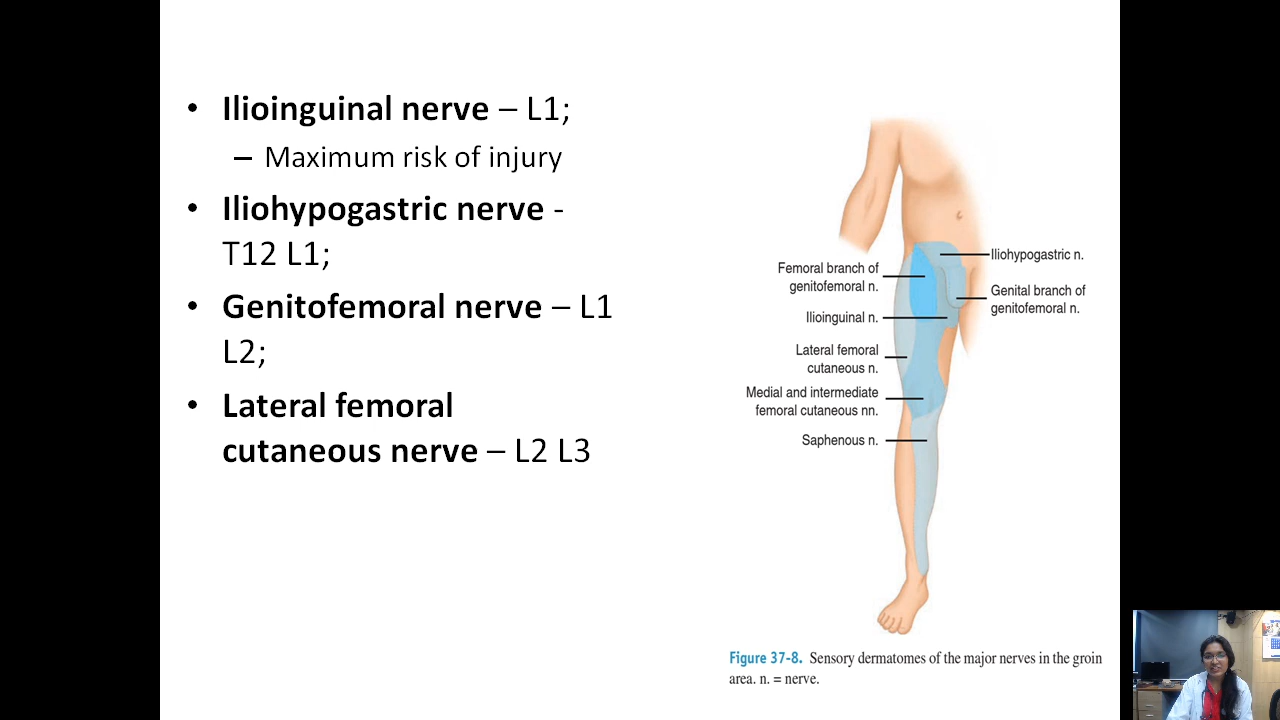 • Ilioinguinal nerve – L1;
– Maximum risk of injury
• Iliohypogastric nerve -
T12 L1;
• Genitofemoral nerve – L1
L2;
• Lateral femoral
cutaneous nerve – L2 L3
Femoral branch of
genitofemoral n.
Ilioinguinal n.
Lateral femoral
cutaneous n.
Medial and intermediate
femoral cutaneous nn.
Saphenous n.
Iliohypogastric n.
Genital branch of
genitofemoral n.
Figure 37-8. Sensory dermatomes of the major nerves in the groin
area. n. = nerve.